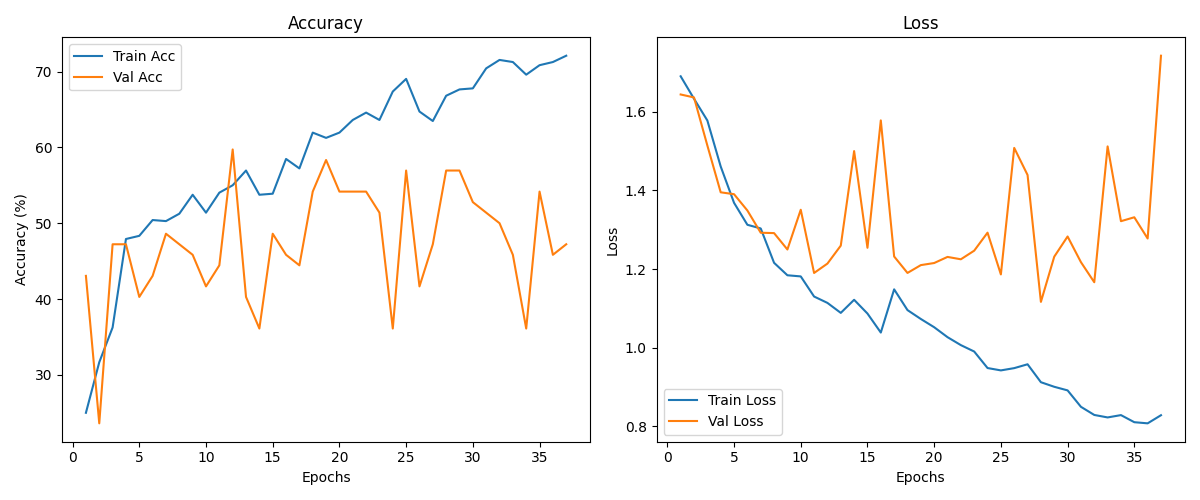 Accuracy
Train Acc
Val Acc
Accuracy (%)
70
60
50
40
30
0 5 10 15 20 25 30 35
Epochs
Loss
Loss
1.6
1.4
1.2
1.0
0.8
Train Loss
Val Loss
0 5 10 15 20 25 30 35
Epochs